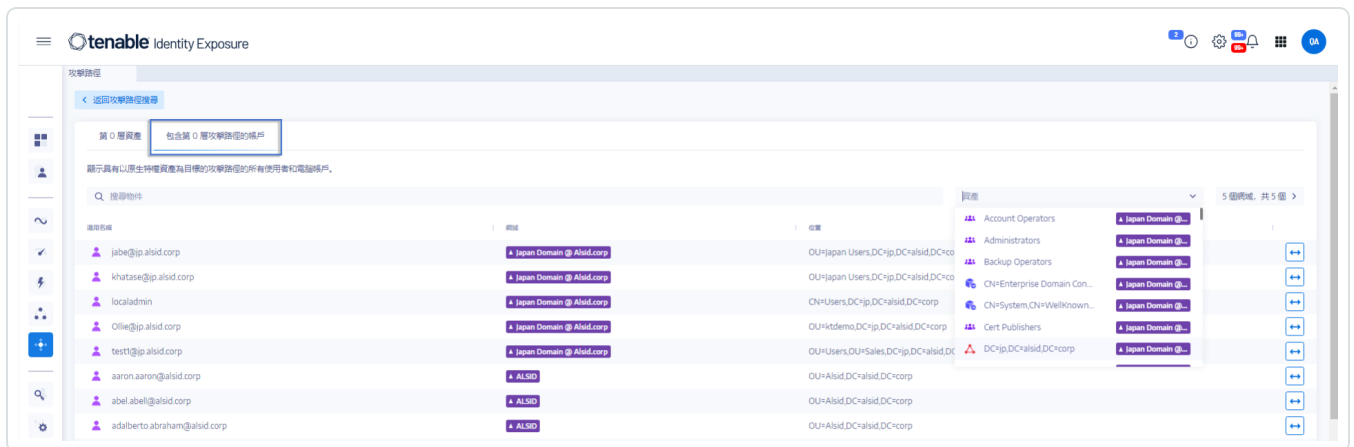 tenable Identity Exposure
2
99+
99+
QA
攻擊路徑
返回攻擊路徑搜尋
第 0 層資產
包含第 0 層攻擊路徑的帳戶
顯示具有以原生特權資產為目標的攻擊路徑的所有使用者和電腦帳戶。
搜尋物件
資產
5 個網域，共 5 個 >
通用名稱
網域
位置
jabe@jp.alsid.corp
Japan Domain @ Alsid.corp
OU=Japan Users,DC=jp,DC=alsid,DC=co
khatase@jp.alsid.corp
Japan Domain @ Alsid.corp
OU=Japan Users,DC=jp,DC=alsid,DC=co
localadmin
Japan Domain @ Alsid.corp
CN=Users,DC=jp,DC=alsid,DC=corp
Ollie@jp.alsid.corp
Japan Domain @ Alsid.corp
OU=ktdemo,DC=jp,DC=alsid,DC=corp
test1@jp.alsid.corp
Japan Domain @ Alsid.corp
OU=Users,OU=Sales,DC=jp,DC=alsid,DC
aaron.aaron@alsid.corp
ALSID
OU=Alsid,DC=alsid,DC=corp
abel.abell@alsid.corp
ALSID
OU=Alsid,DC=alsid,DC=corp
adalberto.abraham@alsid.corp
ALSID
OU=Alsid,DC=alsid,DC=corp
Account Operators
Japan Domain @...
Administrators
Japan Domain @...
Backup Operators
Japan Domain @...
CN=Enterprise Domain Con...
Japan Domain @...
CN=System,CN=WellKnown...
Japan Domain @...
Cert Publishers
Japan Domain @...
DC=jp,DC=alsid,DC=corp
Japan Domain @...